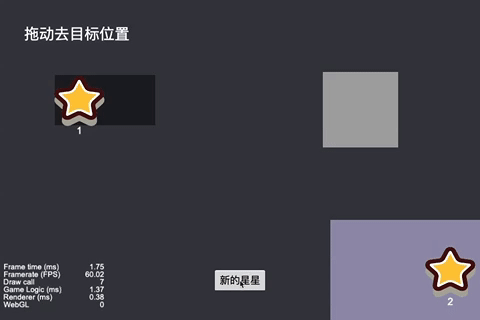 拖动去目标位置
1
新的星星
2
Frame time (ms) 1.75
Framerate (FPS) 60.02
Draw call 7
Game Logic (ms) 1.37
Renderer (ms) 0.38
WebGL 0